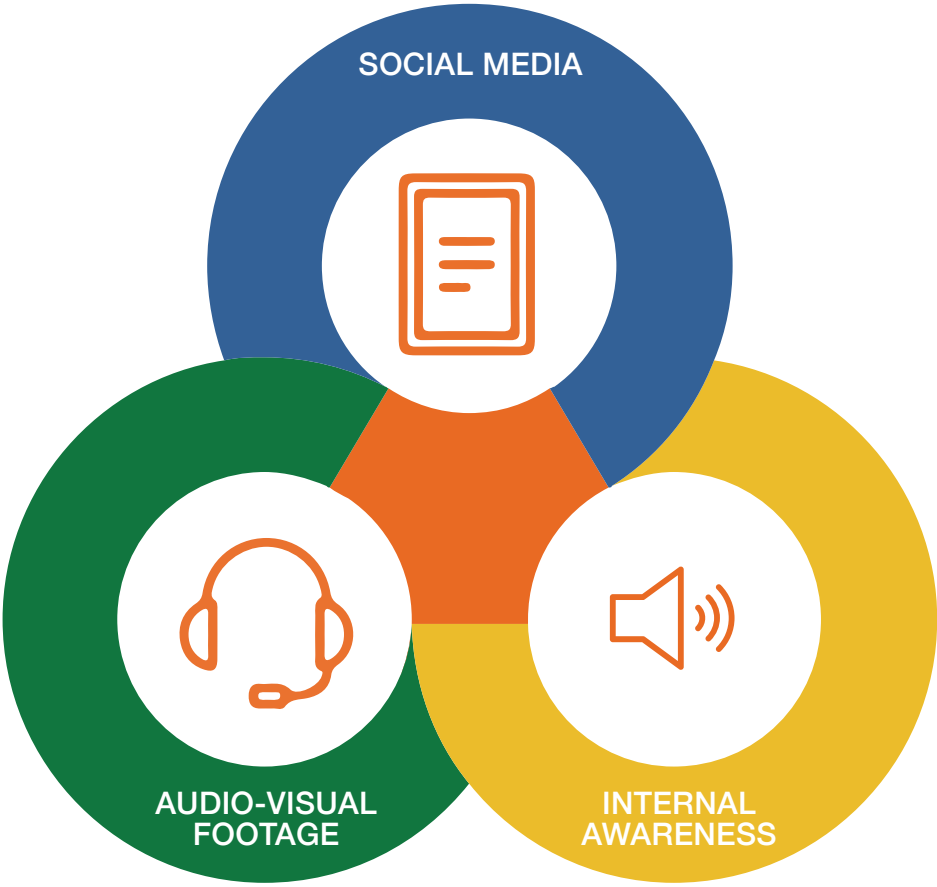 SOCIAL MEDIA
AUDIO-VISUAL
FOOTAGE
INTERNAL
AWARENESS